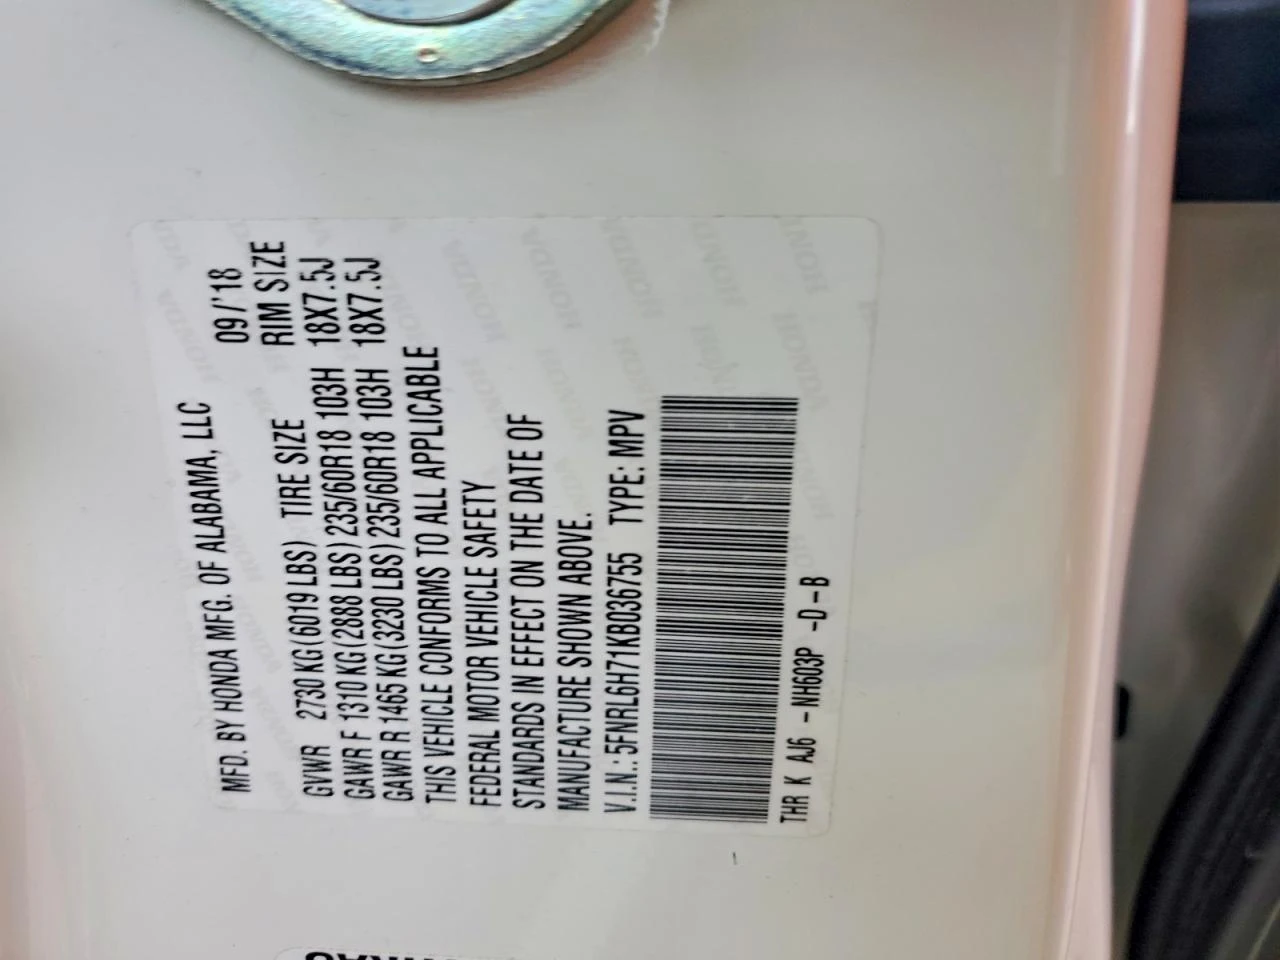 MFD. BY HONDA MFG. OF ALABAMA, LLC 09/'18
GVWR 2730 KG(6019 LBS) TIRE SIZE RIM SIZE
GAWR F 1310 KG(2888 LBS) 235/60R18 103H 18X7.5J
GAWR R 1465 KG(3230 LBS) 235/60R18 103H 18X7.5J
THIS VEHICLE CONFORMS TO ALL APPLICABLE
FEDERAL MOTOR VEHICLE SAFETY
STANDARDS IN EFFECT ON THE DATE OF
MANUFACTURE SHOWN ABOVE.
V.I.N.: 5FNRL6H71KB036755 TYPE: MPV
THR K AJ6 -NH603P -D-B